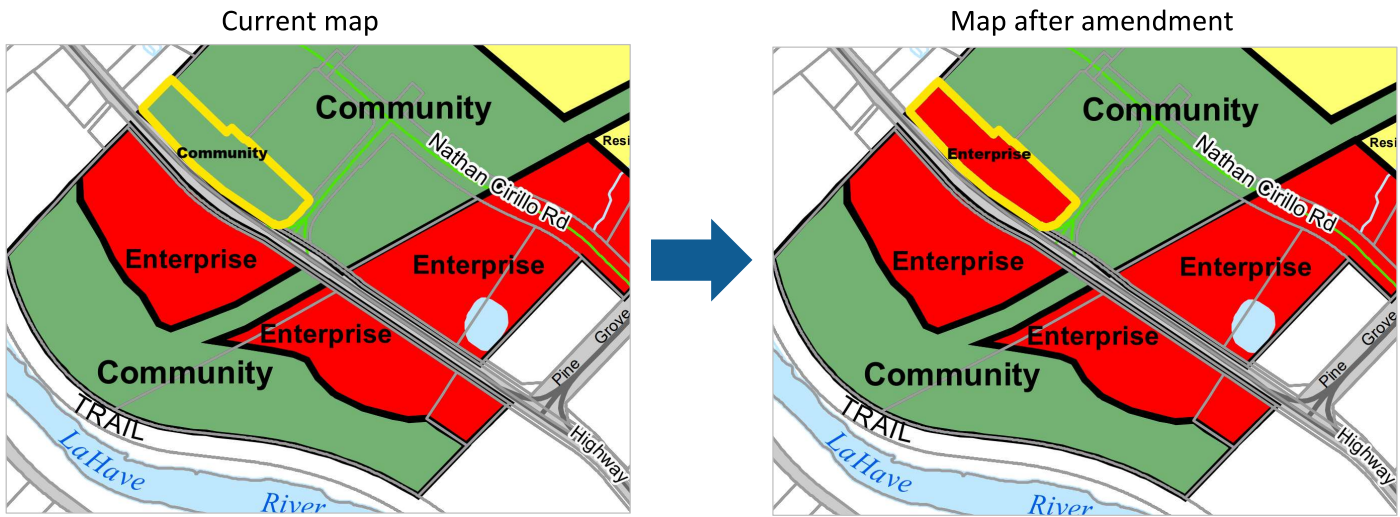 Current map
Community
Community
Resi
Nathan Cirillo Rd
Enterprise
Enterprise
Enterprise
Community
Grove
Pine
TRAIL
Highway
LaHave
River
Map after amendment
Community
Enterprise
Resi
Nathan Cirillo Rd
Enterprise
Enterprise
Enterprise
Community
Grove
Pine
TRAIL
Highway
LaHave
River